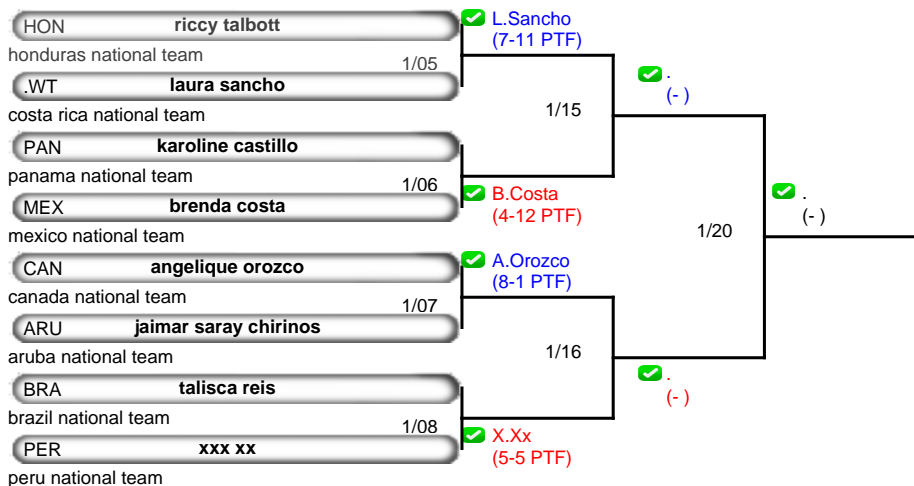 HON riccy talbott
honduras national team
1/05
.WT laura sancho
costa rica national team
L.Sancho
(7-11 PTF)
1/15
PAN karoline castillo
panama national team
1/06
MEX brenda costa
mexico national team
B.Costa
(4-12 PTF)
.
(- )
1/20
.
(- )
CAN angelique orozco
canada national team
1/07
ARU jaimar saray chirinos
aruba national team
A.Orozco
(8-1 PTF)
1/16
BRA talisca reis
brazil national team
1/08
PER xxx xx
peru national team
X.Xx
(5-5 PTF)
.
(- )